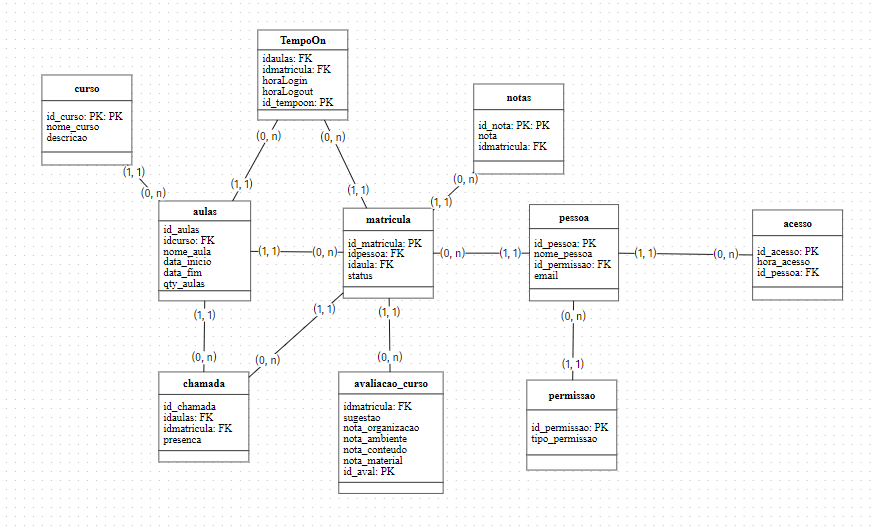 TempoOn
idaulas: FK
idmatricula: FK
horaLogin
horaLogout
id_tempoon: PK
curso
id_curso: PK: PK
nome_curso
descricao
notas
id_nota: PK: PK
nota
idmatricula: FK
(0, n)
(0, n)
(1, 1)
(0, n)
(1, 1)
(0, n)
(1, 1)
(1, 1)
aulas
id_aulas
idcurso: FK
nome_aula
data_inicio
data_fim
qty_aulas
(1, 1)
(0, n)
matricula
id_matricula: PK
idpessoa: FK
idaula: FK
status
(0, n)
(1, 1)
pessoa
id_pessoa: PK
nome_pessoa
id_permissao: FK
email
(1, 1)
(0, n)
acesso
id_acesso: PK
hora_acesso
id_pessoa: FK
(1, 1)
(1, 1)
(1, 1)
(0, n)
(0, n)
(0, n)
(0, n)
(1, 1)
chamada
id_chamada
idaulas: FK
idmatricula: FK
presenca
avaliacao_curso
idmatricula: FK
sugestao
nota_organizacao
nota_ambiente
nota_conteudo
nota_material
id_aval: PK
permissao
id_permissao: PK
tipo_permissao